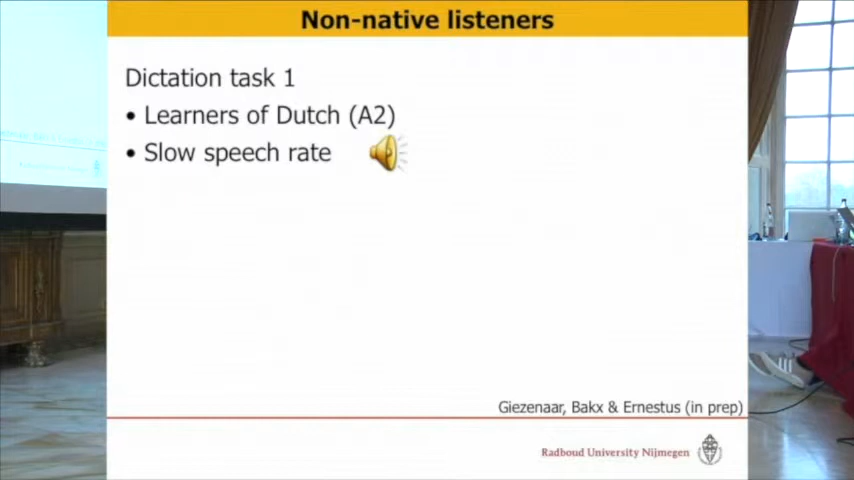 Non-native listeners
Dictation task 1
• Learners of Dutch (A2)
• Slow speech rate
Giezenaar, Bakx & Ernestus (in prep)
Radboud University Nijmegen